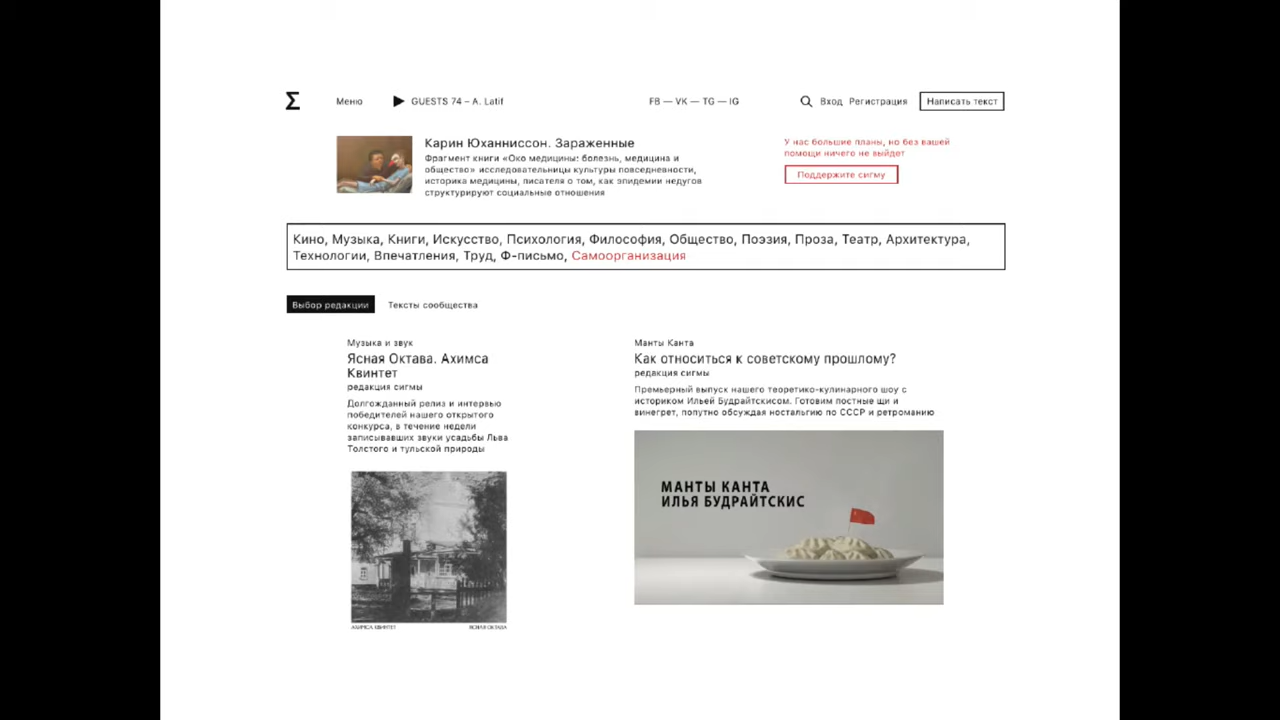 Σ
Меню
GUESTS 74 – A. Latif
FB — VK — TG — IG
Вход Регистрация
Написать текст
Карин Юханниссон. Зараженные
Фрагмент книги «Око медицины: болезнь, медицина и
общество» исследовательницы культуры повседневности,
историка медицины, писателя о том, как эпидемии недугов
структурируют социальные отношения
У нас большие планы, но без вашей
помощи ничего не выйдет
Поддержите сигму
Кино, Музыка, Книги, Искусство, Психология, Философия, Общество, Поэзия, Проза, Театр, Архитектура,
Технологии, Впечатления, Труд, Ф-письмо, Самоорганизация
Выбор редакции
Тексты сообщества
Музыка и звук
Ясная Октава. Ахимса
Квинтет
редакция сигмы
Долгожданный релиз и интервью
победителей нашего открытого
конкурса, в течение недели
записывавших звуки усадьбы Льва
Толстого и тульской природы
АХИМСА КВИНТЕТ
ЯСНАЯ ОКТАВА
Манты Канта
Как относиться к советскому прошлому?
редакция сигмы
Премьерный выпуск нашего теоретико-кулинарного шоу с
историком Ильей Будрайтскисом. Готовим постные щи и
винегрет, попутно обсуждая ностальгию по СССР и ретроманию
МАНТЫ КАНТА
ИЛЬЯ БУДРАЙТСКИС